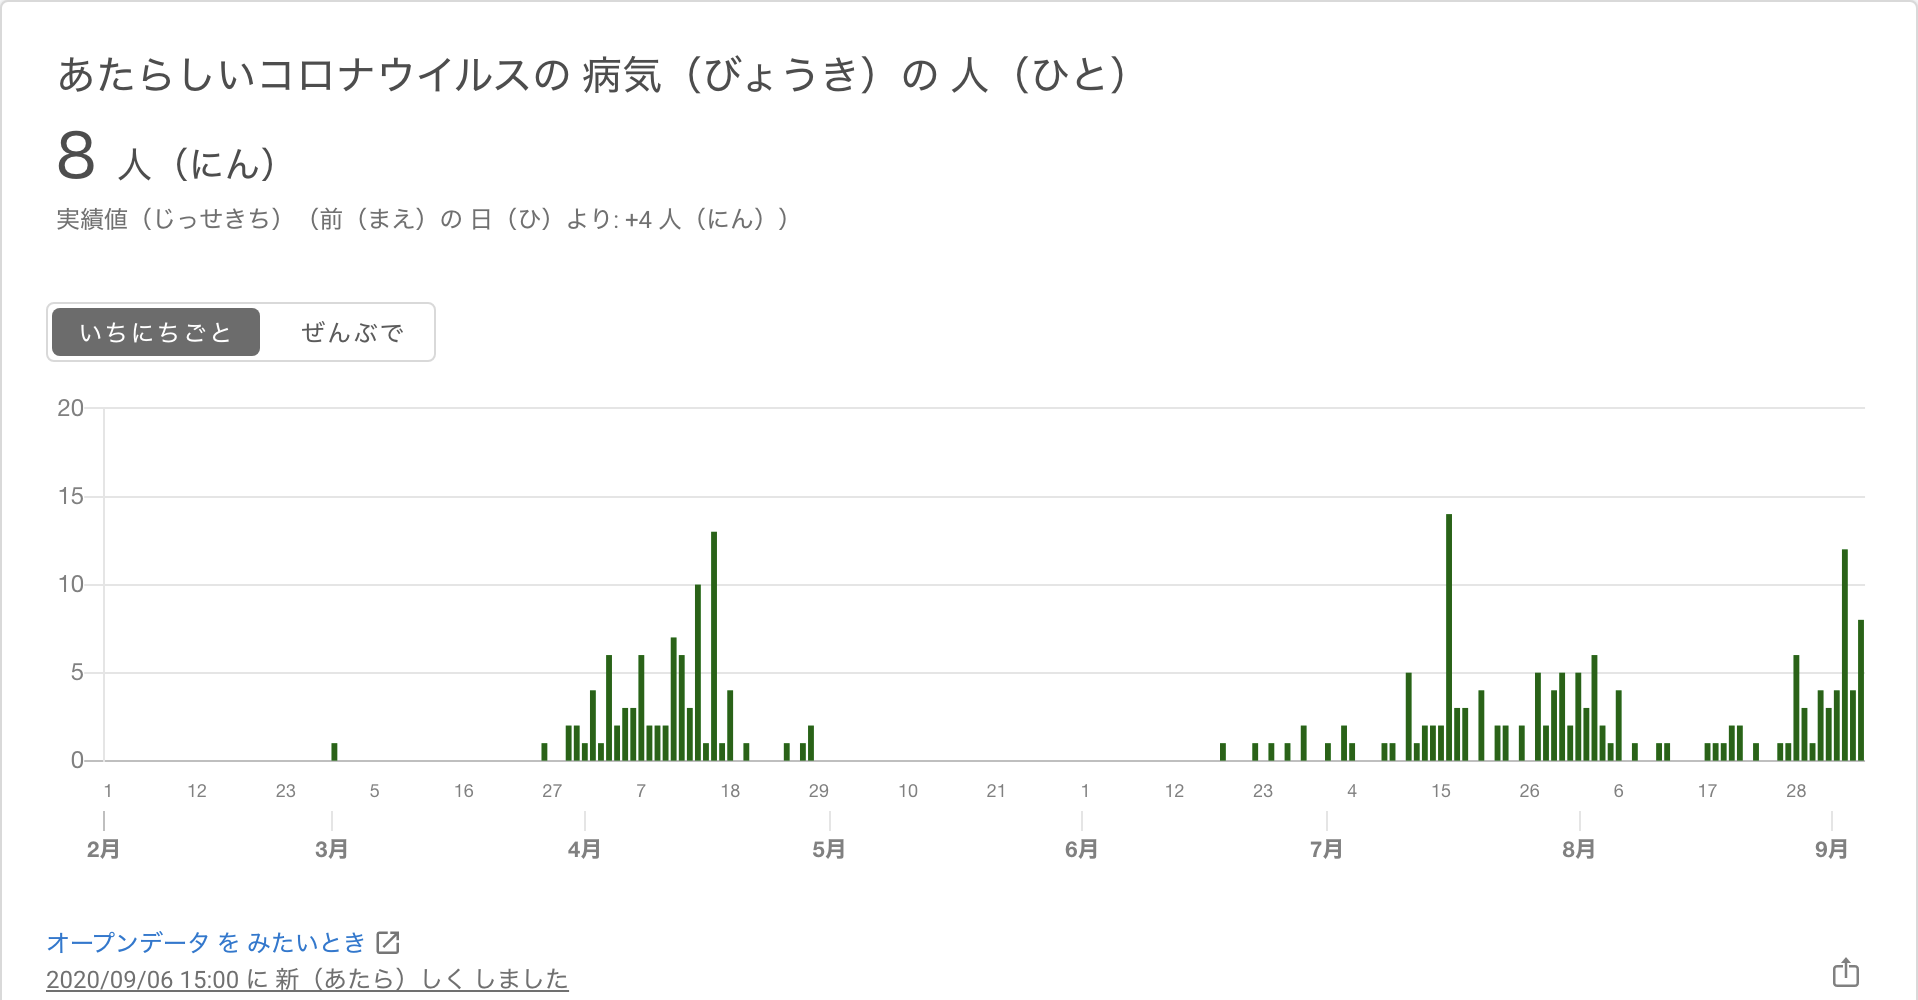 あたらしいコロナウイルスの 病気（びょうき）の 人（ひと）
8 人（にん）
実績値（じっせきち）（前（まえ）の 日（ひ）より: +4 人（にん））
いちにちごと ぜんぶで
20
15
10
5
0
1 12 23 5 16 27 7 18 29 10 21 1 12 23 4 15 26 6 17 28
2月 3月 4月 5月 6月 7月 8月 9月
オープンデータ を みたいとき
2020/09/06 15:00 に 新（あたら）しく しました